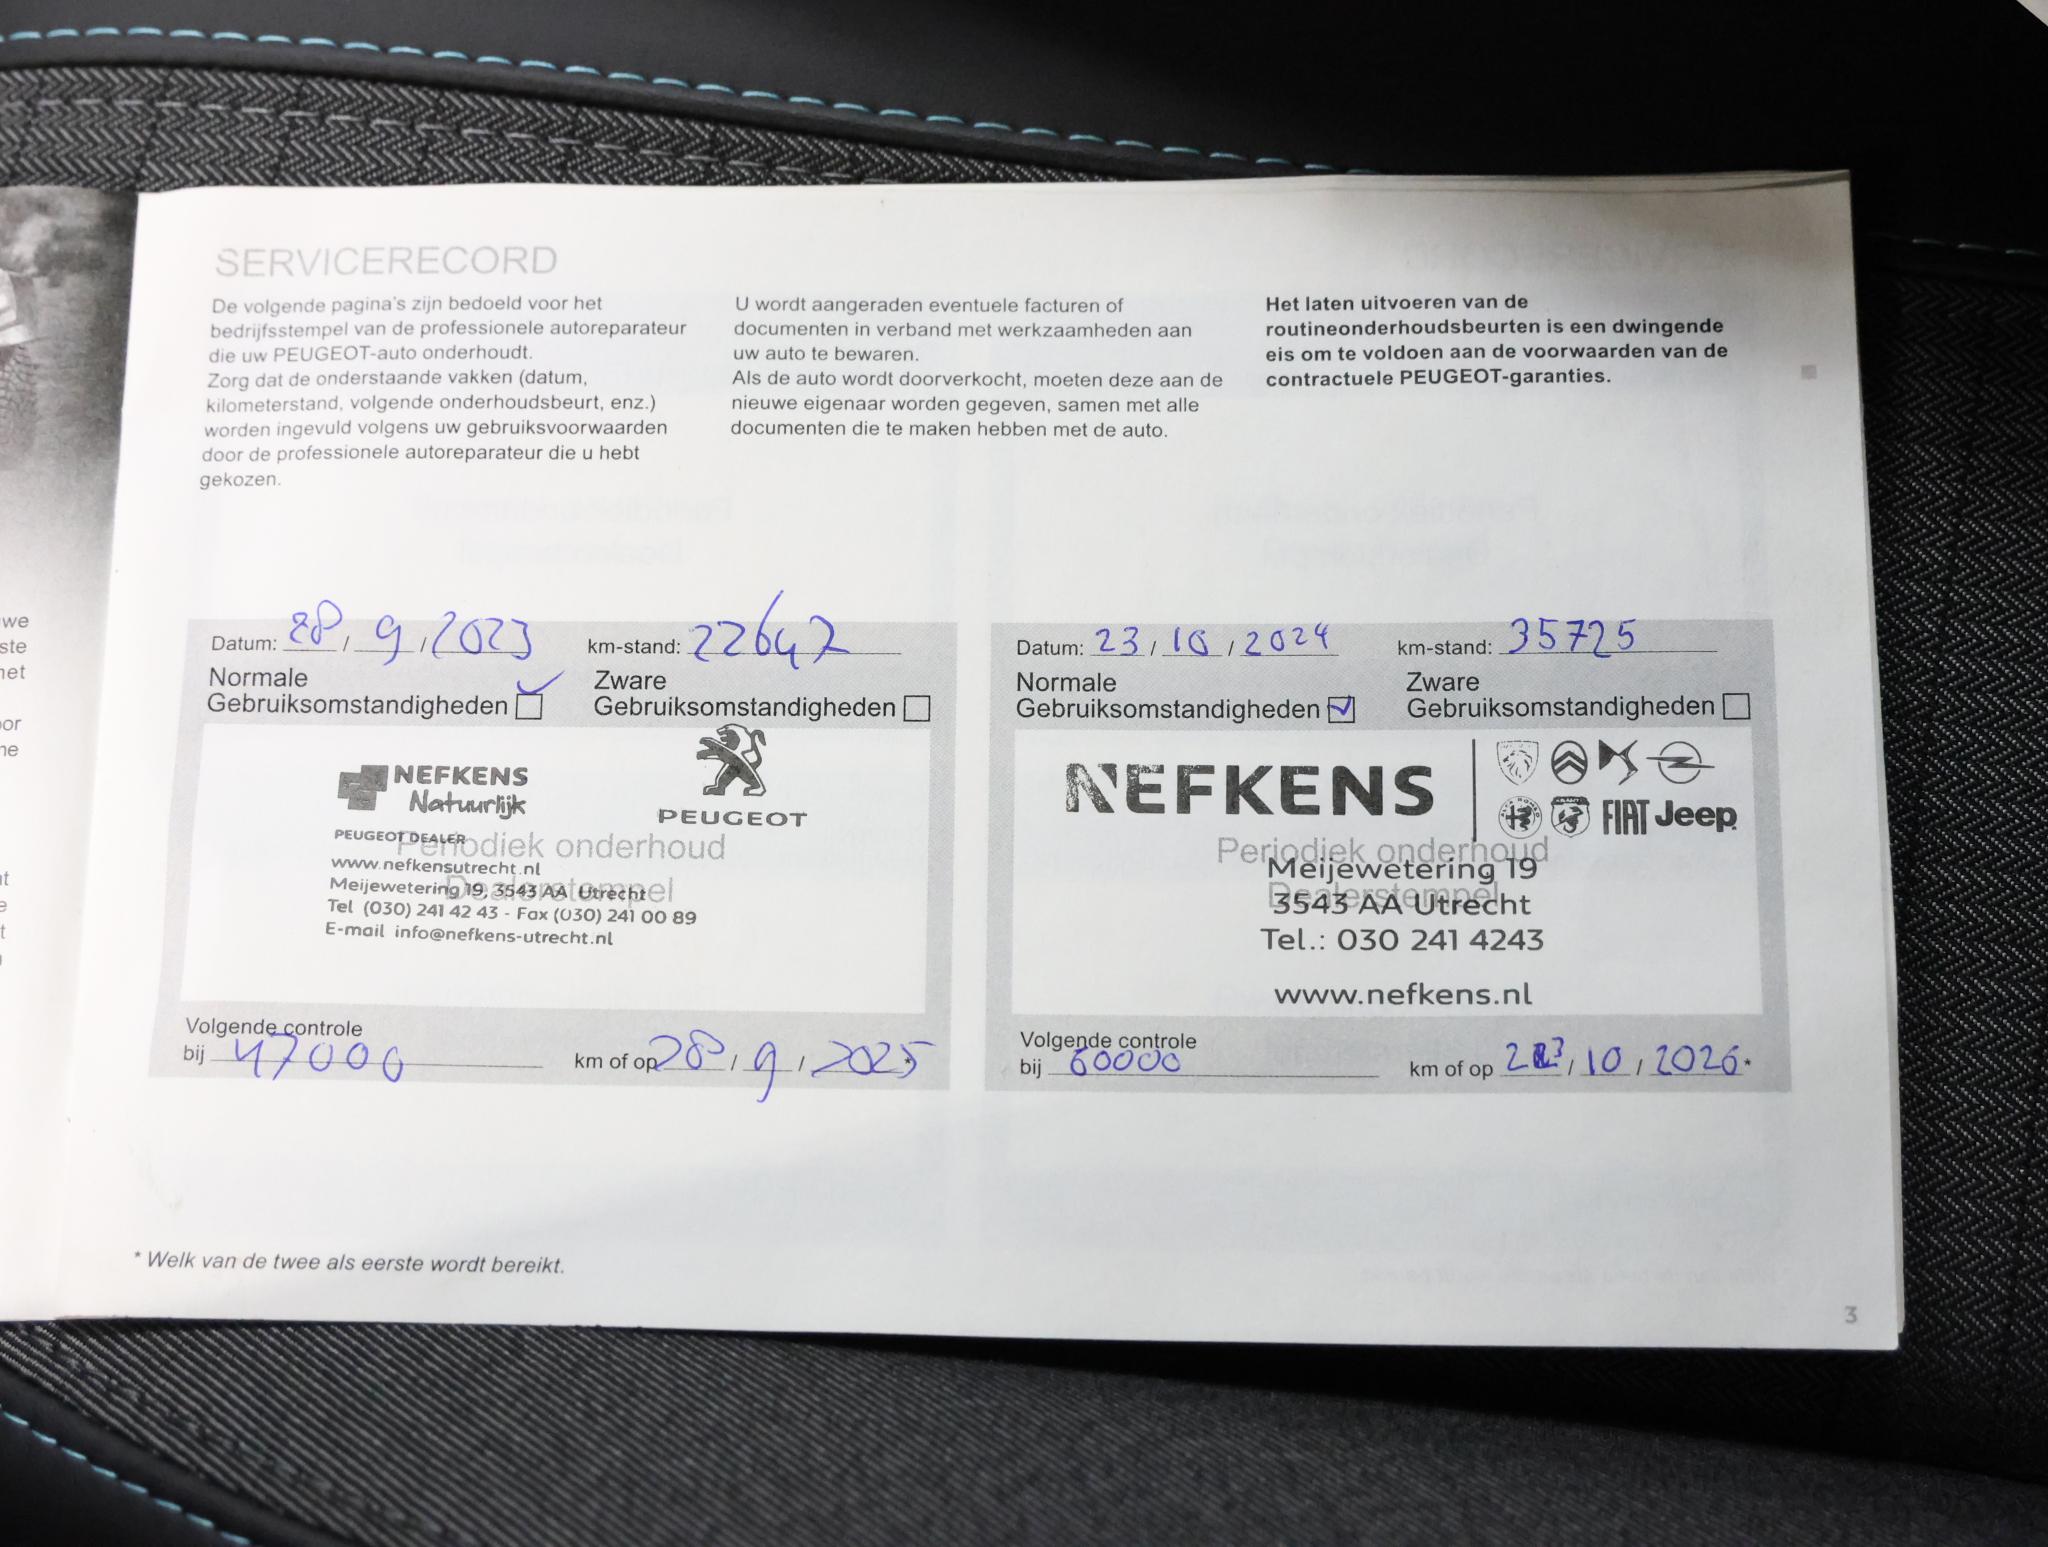 SERVICERECORD
De volgende pagina's zijn bedoeld voor het
bedrijfsstempel van de professionele autoreparateur
die uw PEUGEOT-auto onderhoudt.
Zorg dat de onderstaande vakken (datum,
kilometerstand, volgende onderhoudsbeurt, enz.)
worden ingevuld volgens uw gebruiksvoorwaarden
door de professionele autoreparateur die u hebt
gekozen.
U wordt aangeraden eventuele facturen of
documenten in verband met werkzaamheden aan
uw auto te bewaren.
Als de auto wordt doorverkocht, moeten deze aan de
nieuwe eigenaar worden gegeven, samen met alle
documenten die te maken hebben met de auto.
Het laten uitvoeren van de
routineonderhoudsbeurten is een dwingende
eis om te voldoen aan de voorwaarden van de
contractuele PEUGEOT-garanties.
Datum: 28 / 9 / 2023 km-stand: 22647
Normale
Gebruiksomstandigheden
Zware
Gebruiksomstandigheden
NEFKENS
Natuurlijk
PEUGEOT
PEUGEOT DEALER
Periodiek onderhoud
www.nefkensutrecht.nl
Dealerstempel
Meijewetering 19, 3543 AA Utrecht
Tel (030) 241 42 43 - Fax (030) 241 00 89
E-mail info@nefkens-utrecht.nl
Volgende controle
bij 47000 km of op 28 / 9 / 2025 *
Datum: 23 / 10 / 2024 km-stand: 35725
Normale
Gebruiksomstandigheden
Zware
Gebruiksomstandigheden
NEFKENS
FIAT Jeep
Periodiek onderhoud
Meijewetering 19
Dealerstempel
3543 AA Utrecht
Tel.: 030 241 4243
www.nefkens.nl
Volgende controle
bij 60000 km of op 23 / 10 / 2026 *
* Welk van de twee als eerste wordt bereikt.
3